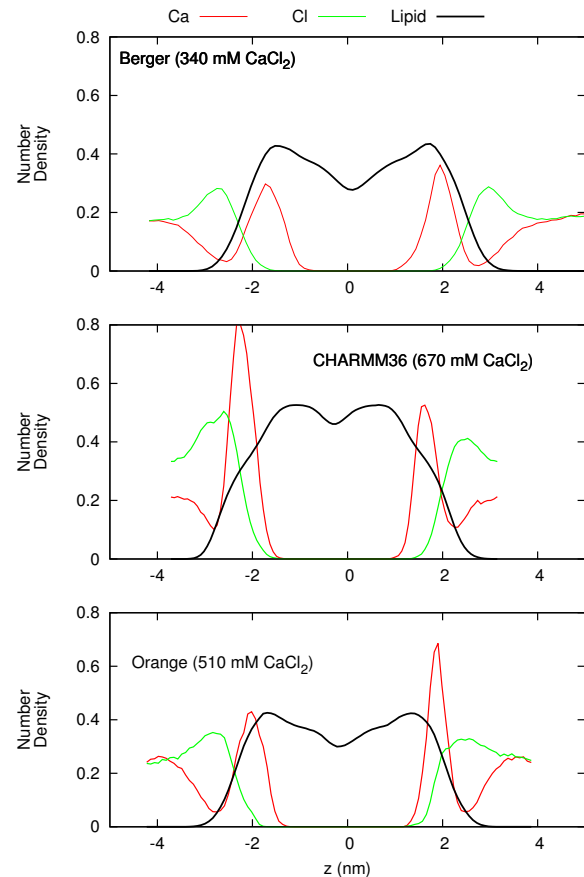 Ca Cl Lipid
Berger (340 mM CaCl₂)
Number
Density
0.8
0.6
0.4
0.2
0
-4 -2 0 2 4
CHARMM36 (670 mM CaCl₂)
Number
Density
0.8
0.6
0.4
0.2
0
-4 -2 0 2 4
Orange (510 mM CaCl₂)
Number
Density
0.8
0.6
0.4
0.2
0
-4 -2 0 2 4
z (nm)